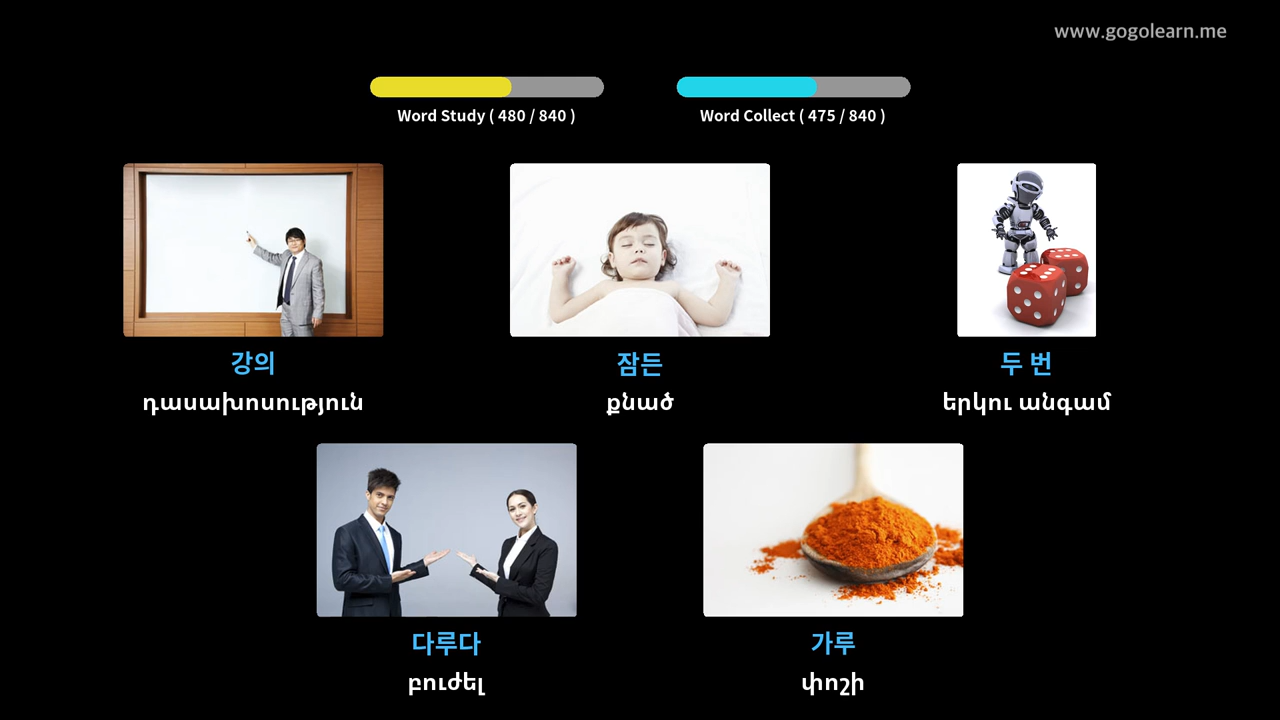 www.gogolearn.me
Word Study ( 480 / 840 )
Word Collect ( 475 / 840 )
강의
դասախոսություն
잠든
քնած
두 번
երկու անգամ
다루다
բուժել
가루
փոշի